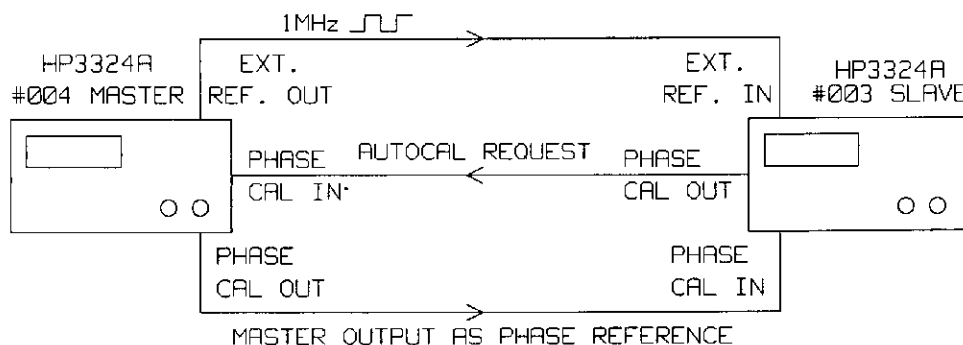 1MHz
HP3324A
#004 MASTER
EXT.
REF. OUT
EXT.
REF. IN
HP3324A
#003 SLAVE
PHASE
CAL IN
AUTOCAL REQUEST
PHASE
CAL OUT
PHASE
CAL OUT
PHASE
CAL IN
MASTER OUTPUT AS PHASE REFERENCE